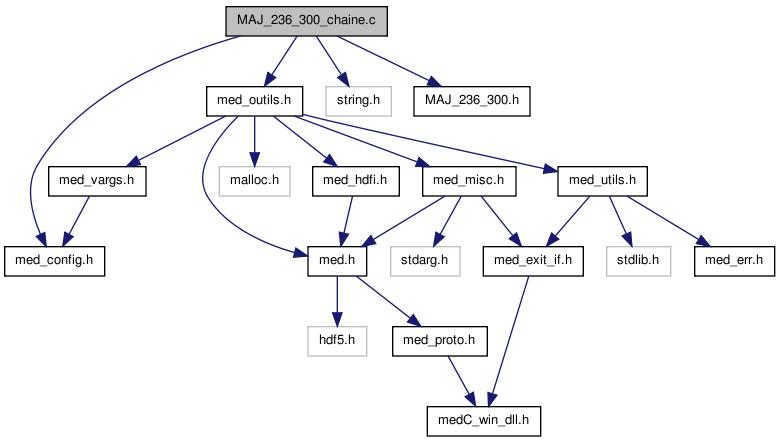 MAJ_236_300_chaine.c
med_outils.h
string.h
MAJ_236_300.h
med_vargs.h
malloc.h
med_hdfi.h
med_misc.h
med_utils.h
med_config.h
med.h
stdarg.h
med_exit_if.h
stdlib.h
med_err.h
hdf5.h
med_proto.h
medC_win_dll.h